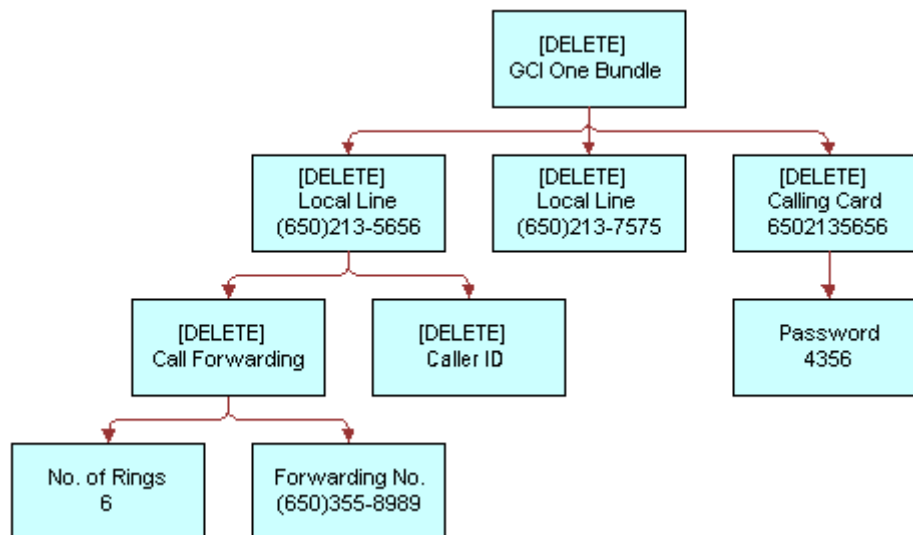 [DELETE]
GCI One Bundle
[DELETE]
Local Line
(650)213-5656
[DELETE]
Local Line
(650)213-7575
[DELETE]
Calling Card
6502135656
[DELETE]
Call Forwarding
[DELETE]
Caller ID
Password
4356
No. of Rings
6
Forwarding No.
(650)355-8989